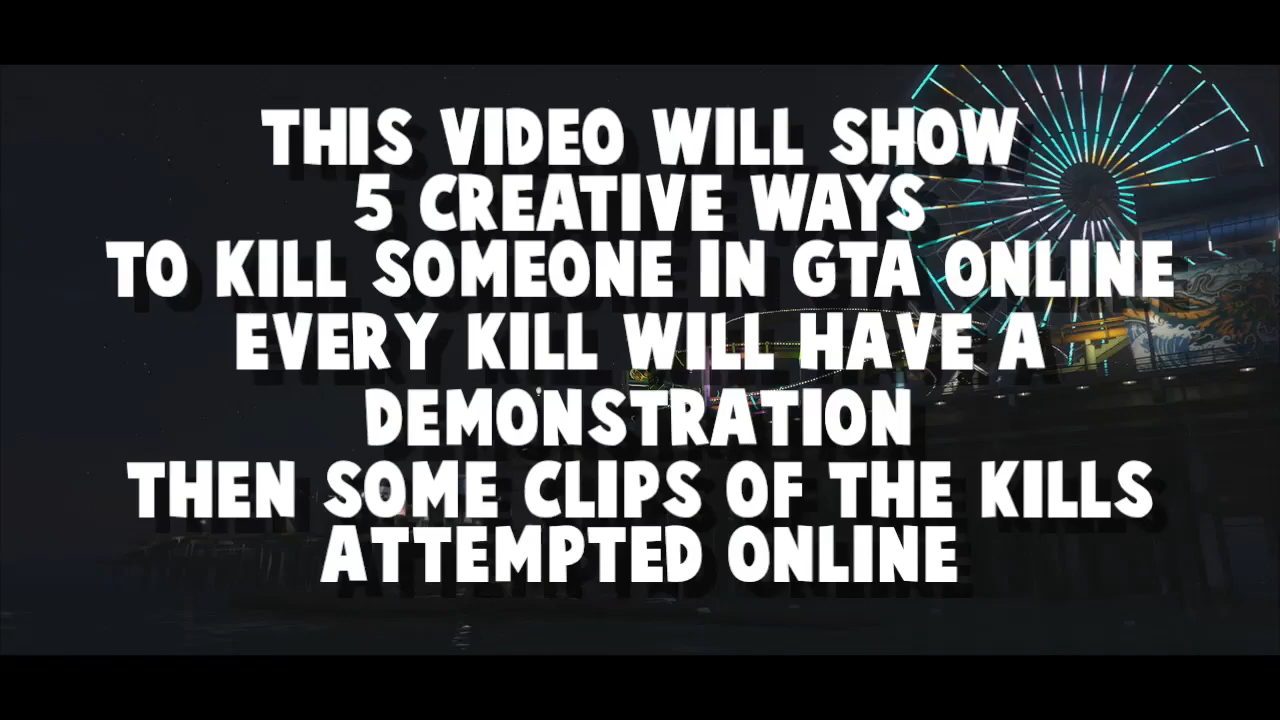 THIS VIDEO WILL SHOW
5 CREATIVE WAYS
TO KILL SOMEONE IN GTA ONLINE
EVERY KILL WILL HAVE A
DEMONSTRATION
THEN SOME CLIPS OF THE KILLS
ATTEMPTED ONLINE